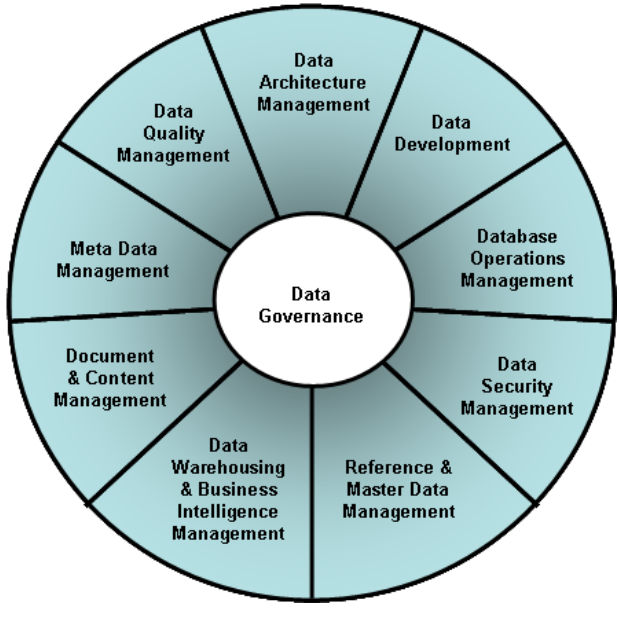 Data
Architecture
Management
Data
Development
Database
Operations
Management
Data
Security
Management
Reference &
Master Data
Management
Data
Warehousing
& Business
Intelligence
Management
Document
& Content
Management
Meta Data
Management
Data
Quality
Management
Data
Governance